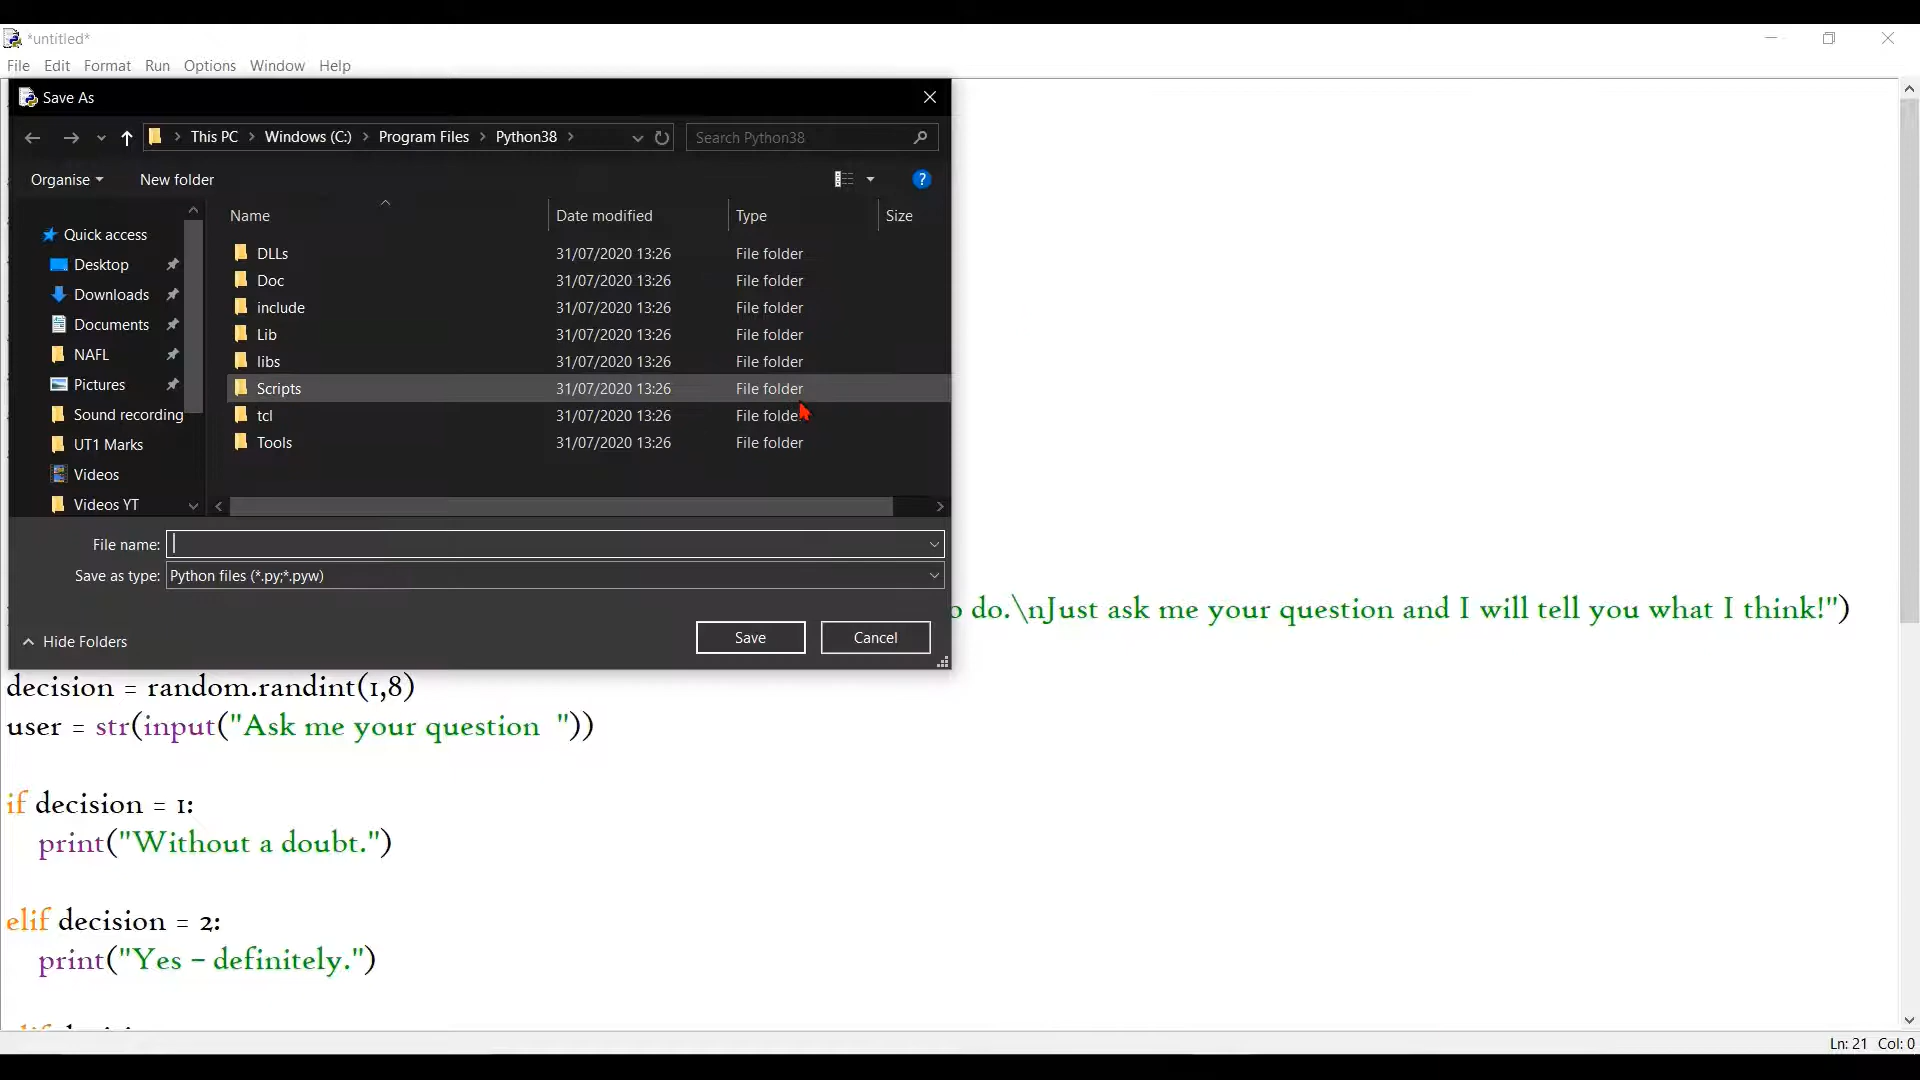 *untitled*
File Edit Format Run Options Window Help
Save As
This PC Windows (C:) Program Files Python38
Search Python38
Organise New folder
Name Date modified Type Size
Quick access
Desktop
Downloads
Documents
NAFL
Pictures
Sound recording
UT1 Marks
Videos
Videos YT
DLLs 31/07/2020 13:26 File folder
Doc 31/07/2020 13:26 File folder
include 31/07/2020 13:26 File folder
Lib 31/07/2020 13:26 File folder
libs 31/07/2020 13:26 File folder
Scripts 31/07/2020 13:26 File folder
tcl 31/07/2020 13:26 File folder
Tools 31/07/2020 13:26 File folder
File name:
Save as type: Python files (*.py;*.pyw)
Hide Folders
Save Cancel
o do.\nJust ask me your question and I will tell you what I think!")
decision = random.randint(1,8)
user = str(input("Ask me your question  "))
if decision = 1:
print("Without a doubt.")
elif decision = 2:
print("Yes – definitely.")
Ln: 21 Col: 0